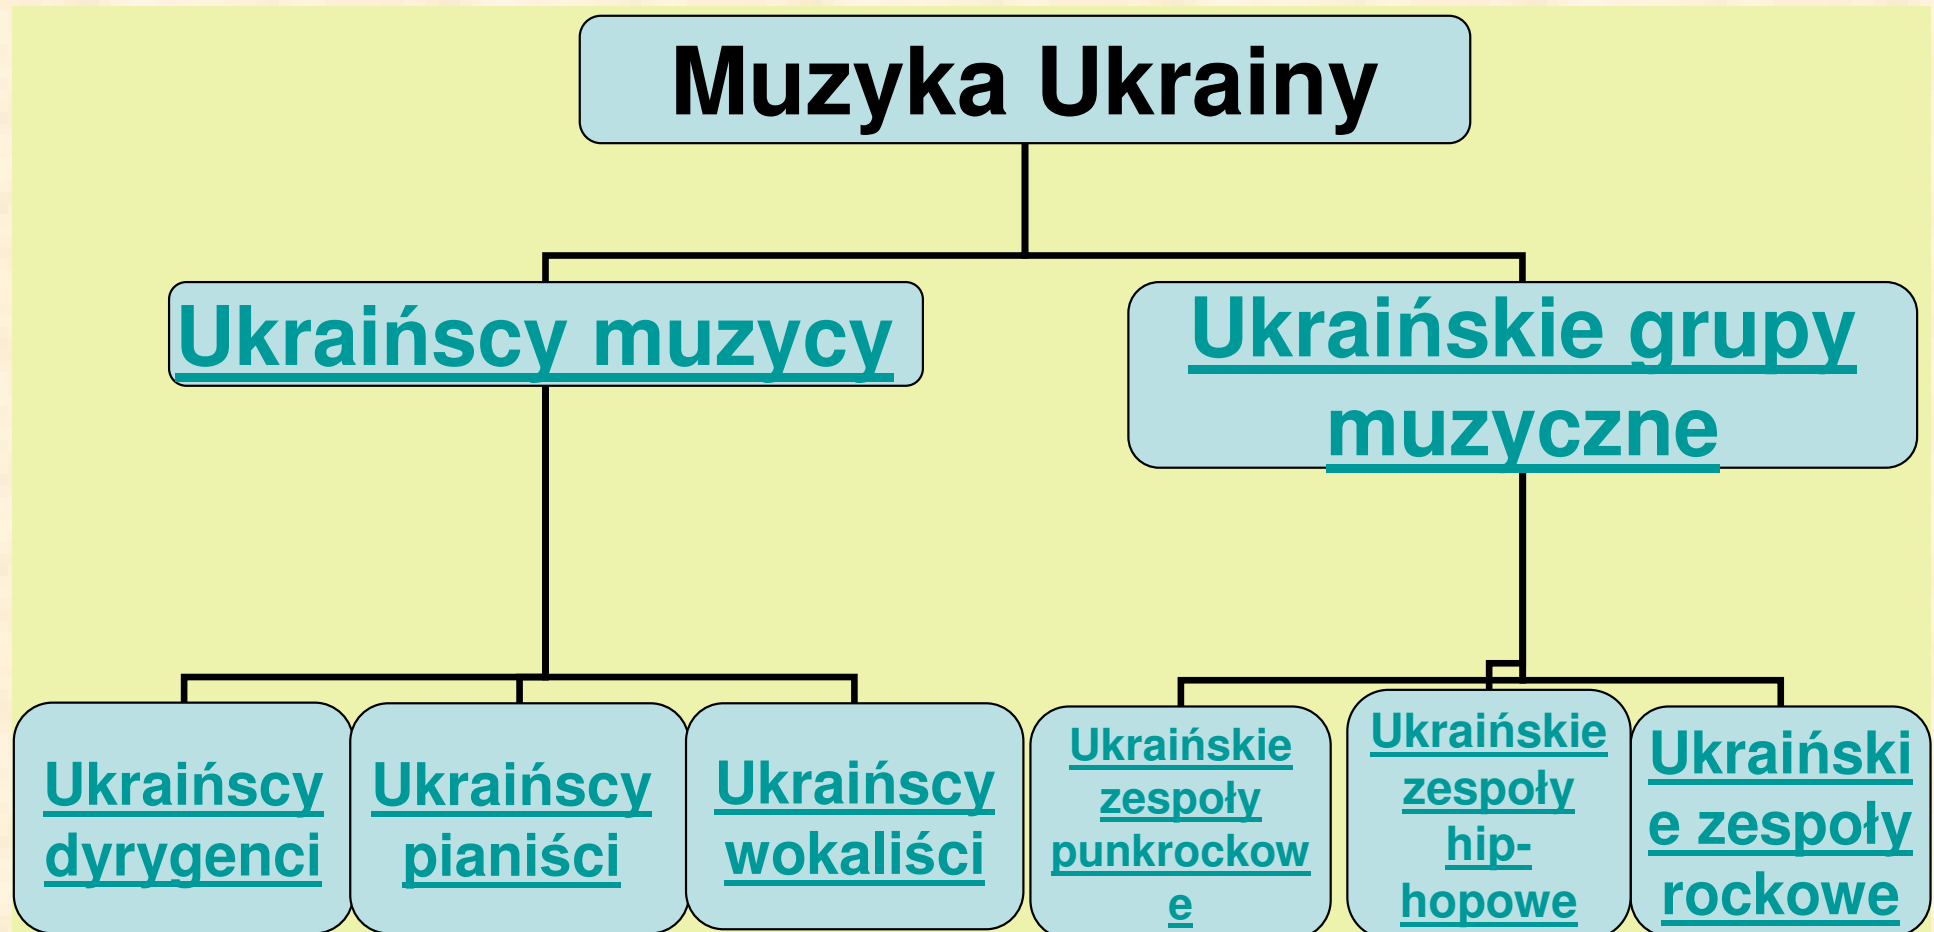 Muzyka Ukrainy
Ukraińscy muzycy
Ukraińskie grupy
muzyczne
Ukraińscy
dyrygenci
Ukraińscy
pianiści
Ukraińscy
wokaliści
Ukraińskie
zespoły
punkrockow
e
Ukraińskie
zespoły
hip-
hopowe
Ukraiński
e zespoły
rockowe